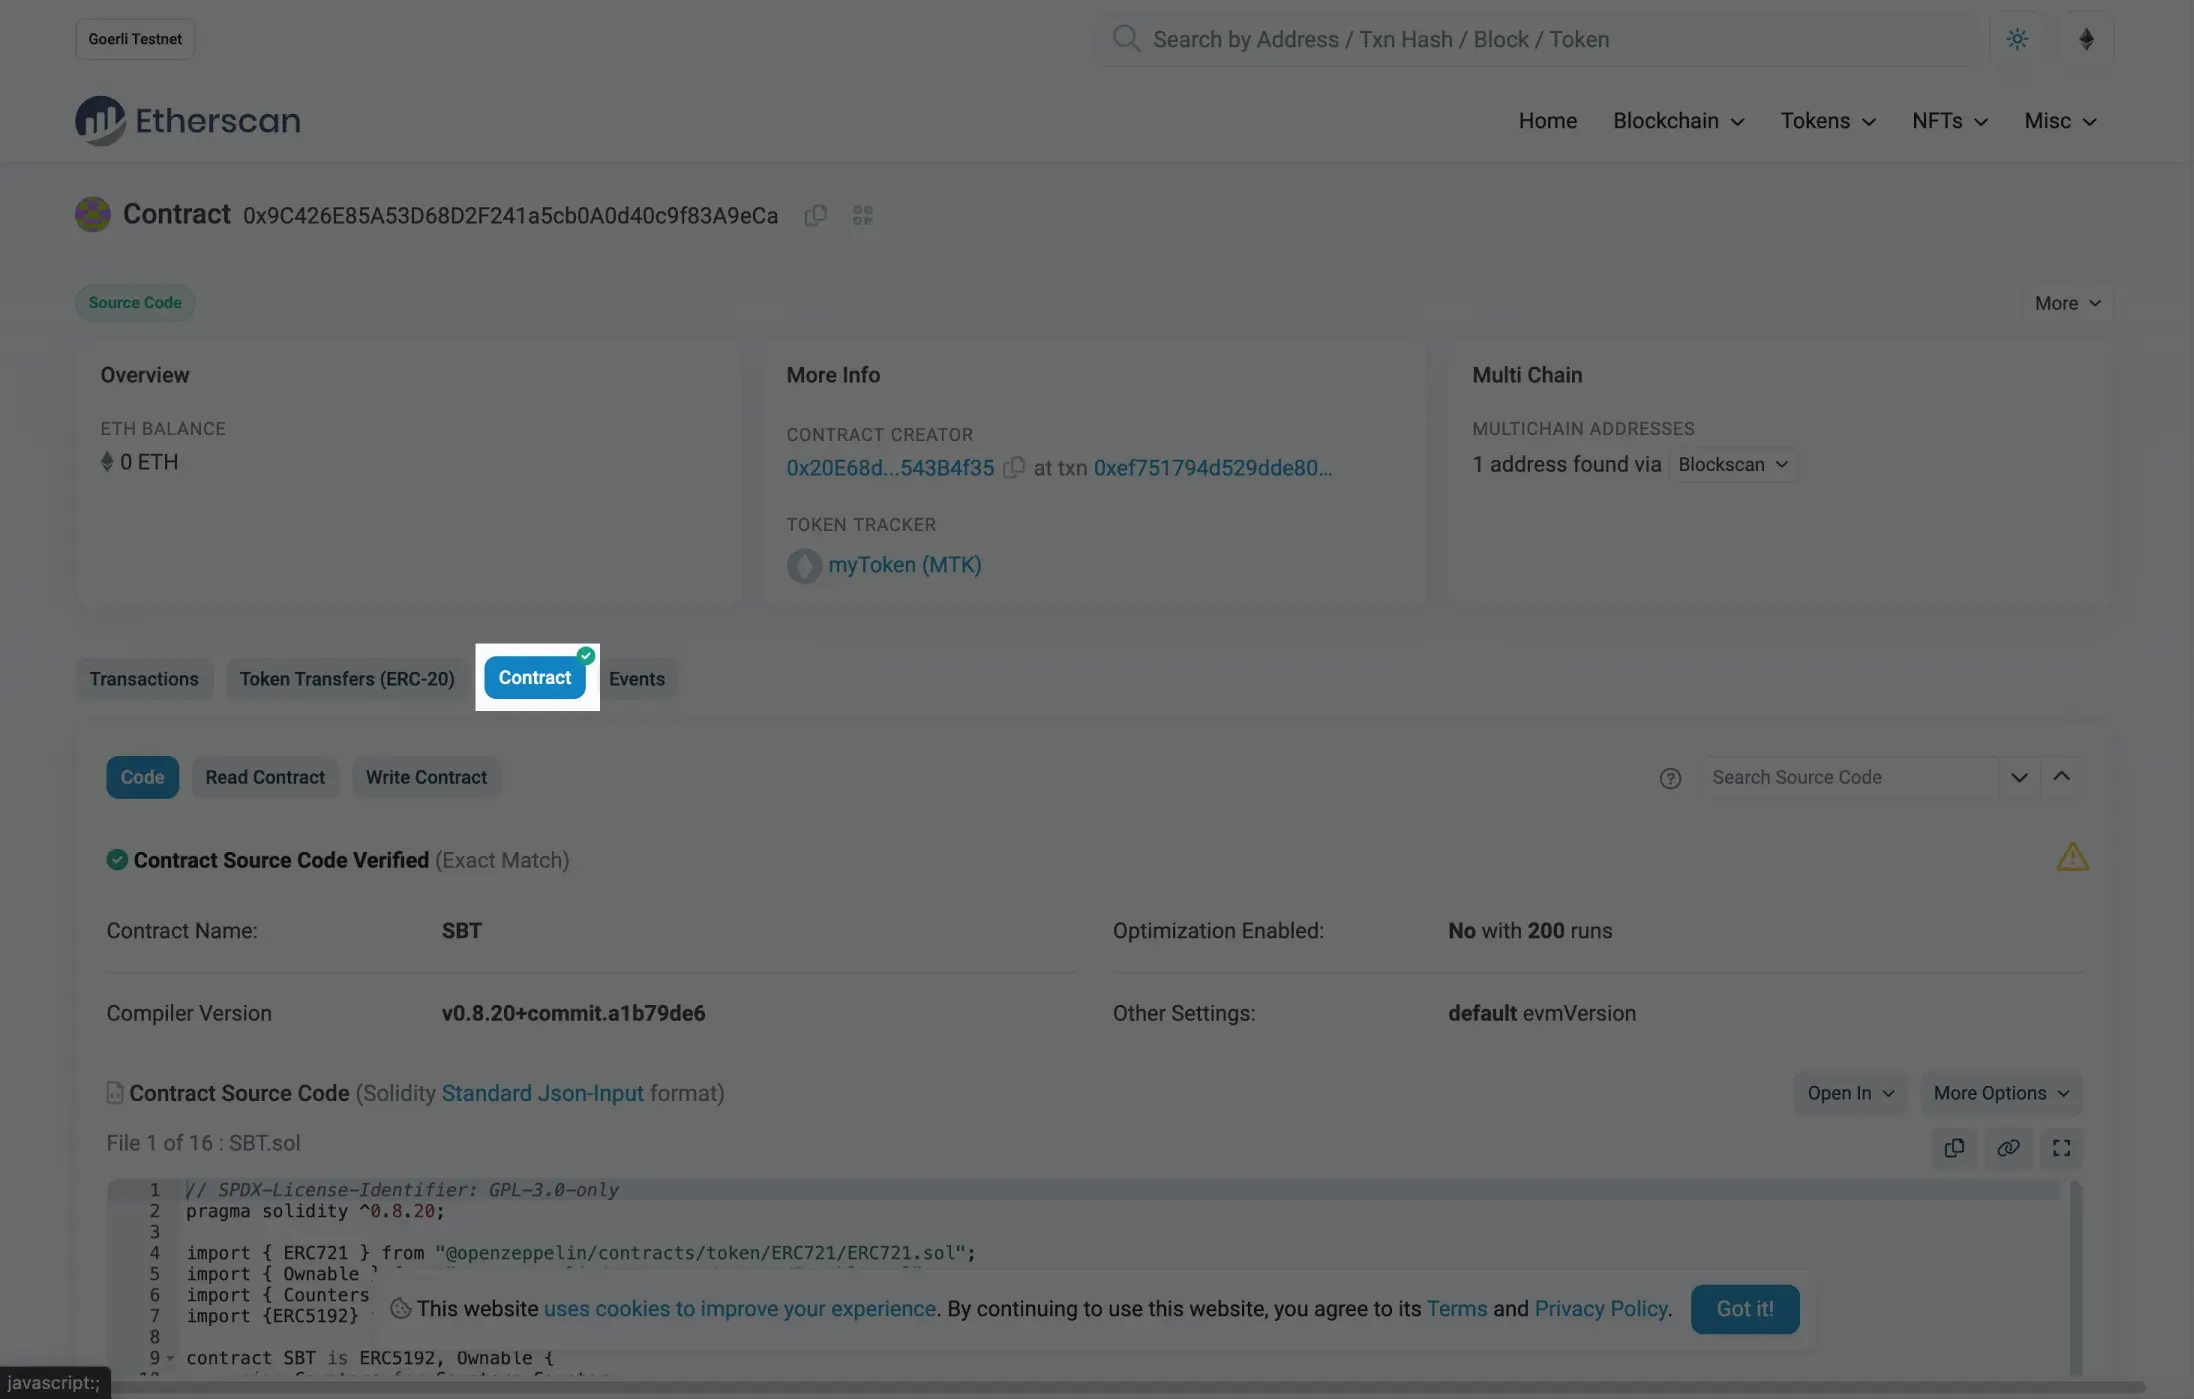 Goerli Testnet
Search by Address / Txn Hash / Block / Token
Etherscan
Home Blockchain Tokens NFTs Misc
Contract 0x9C426E85A53D68D2F241a5cb0A0d40c9f83A9eCa
Source Code
More
Overview
ETH BALANCE
0 ETH
More Info
CONTRACT CREATOR
0x20E68d...543B4f35 at txn 0xef751794d529dde80...
TOKEN TRACKER
myToken (MTK)
Multi Chain
MULTICHAIN ADDRESSES
1 address found via Blockscan
Transactions Token Transfers (ERC-20) Contract Events
Code Read Contract Write Contract
Search Source Code
Contract Source Code Verified (Exact Match)
Contract Name: SBT
Optimization Enabled: No with 200 runs
Compiler Version v0.8.20+commit.a1b79de6
Other Settings: default evmVersion
Contract Source Code (Solidity Standard Json-Input format)
Open In More Options
File 1 of 16 : SBT.sol
1 // SPDX-License-Identifier: GPL-3.0-only
2 pragma solidity ^0.8.20;
3
4 import { ERC721 } from "@openzeppelin/contracts/token/ERC721/ERC721.sol";
5 import { Ownable }
6 import { Counters
7 import {ERC5192}
8
9 contract SBT is ERC5192, Ownable {
This website uses cookies to improve your experience. By continuing to use this website, you agree to its Terms and Privacy Policy.
Got it!
javascript:;